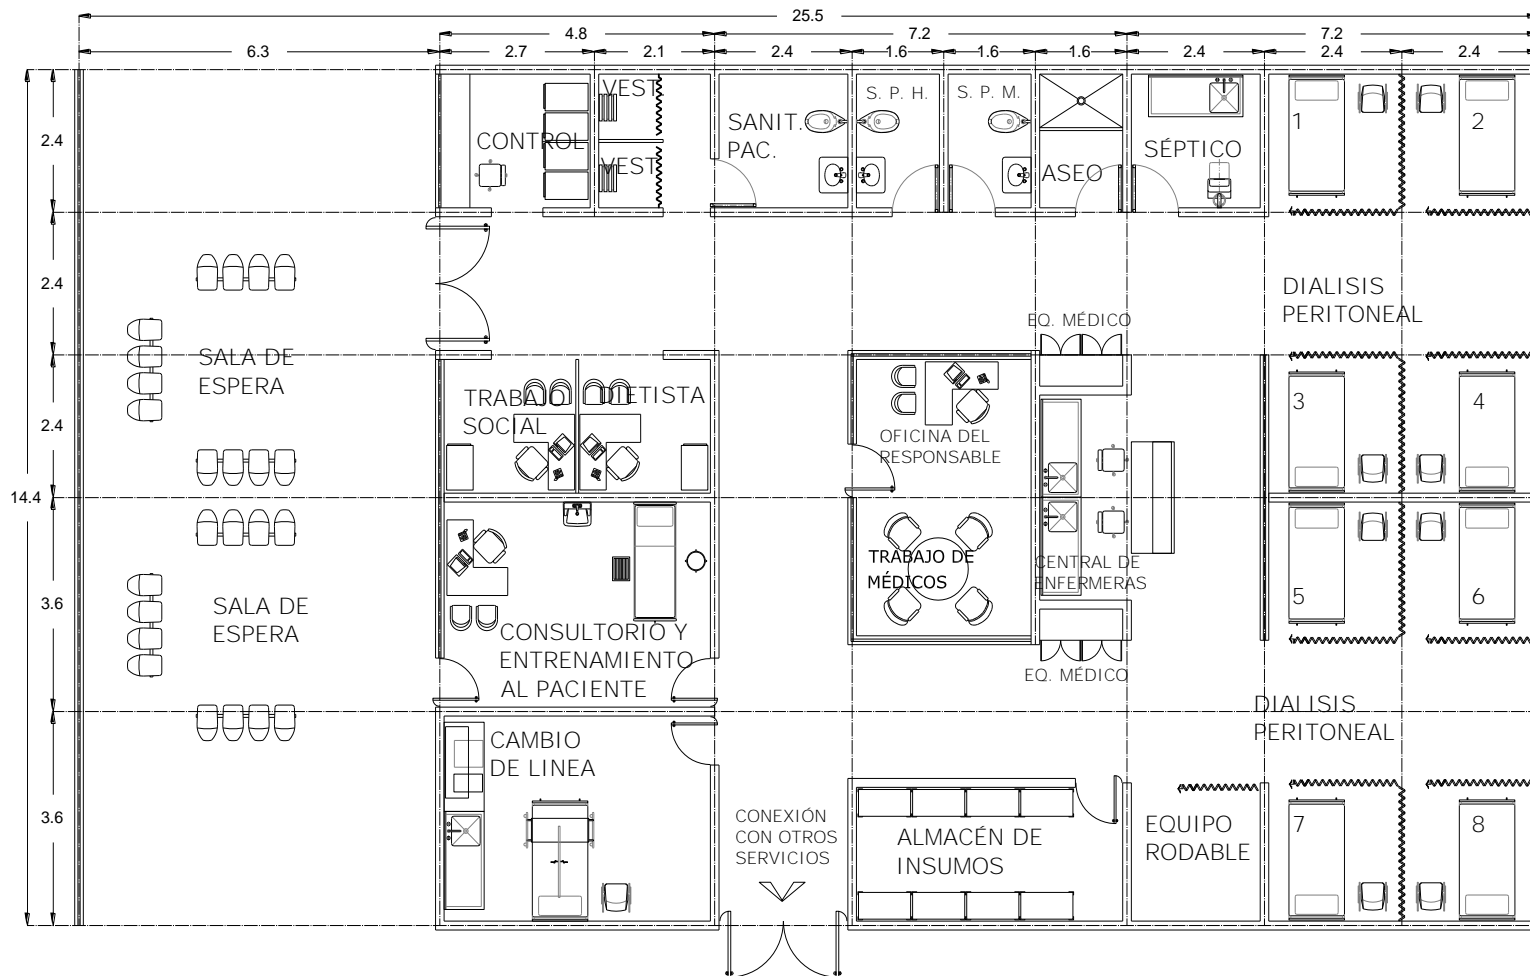 25.5
4.8
7.2
7.2
6.3
2.7
2.1
2.4
1.6
1.6
1.6
2.4
2.4
2.4
2.4
2.4
2.4
14.4
3.6
3.6
CONTROL
VEST
VEST
SANIT.
PAC.
S. P. H.
S. P. M.
ASEO
SÉPTICO
1
2
DIALISIS
PERITONEAL
EQ. MÉDICO
SALA DE
ESPERA
TRABAJO
SOCIAL
DIETISTA
OFICINA DEL
RESPONSABLE
3
4
SALA DE
ESPERA
CONSULTORIO Y
ENTRENAMIENTO
AL PACIENTE
TRABAJO DE
MÉDICOS
CENTRAL DE
ENFERMERAS
5
6
EQ. MÉDICO
DIALISIS
PERITONEAL
CAMBIO
DE LINEA
CONEXIÓN
CON OTROS
SERVICIOS
ALMACÉN DE
INSUMOS
EQUIPO
RODABLE
7
8